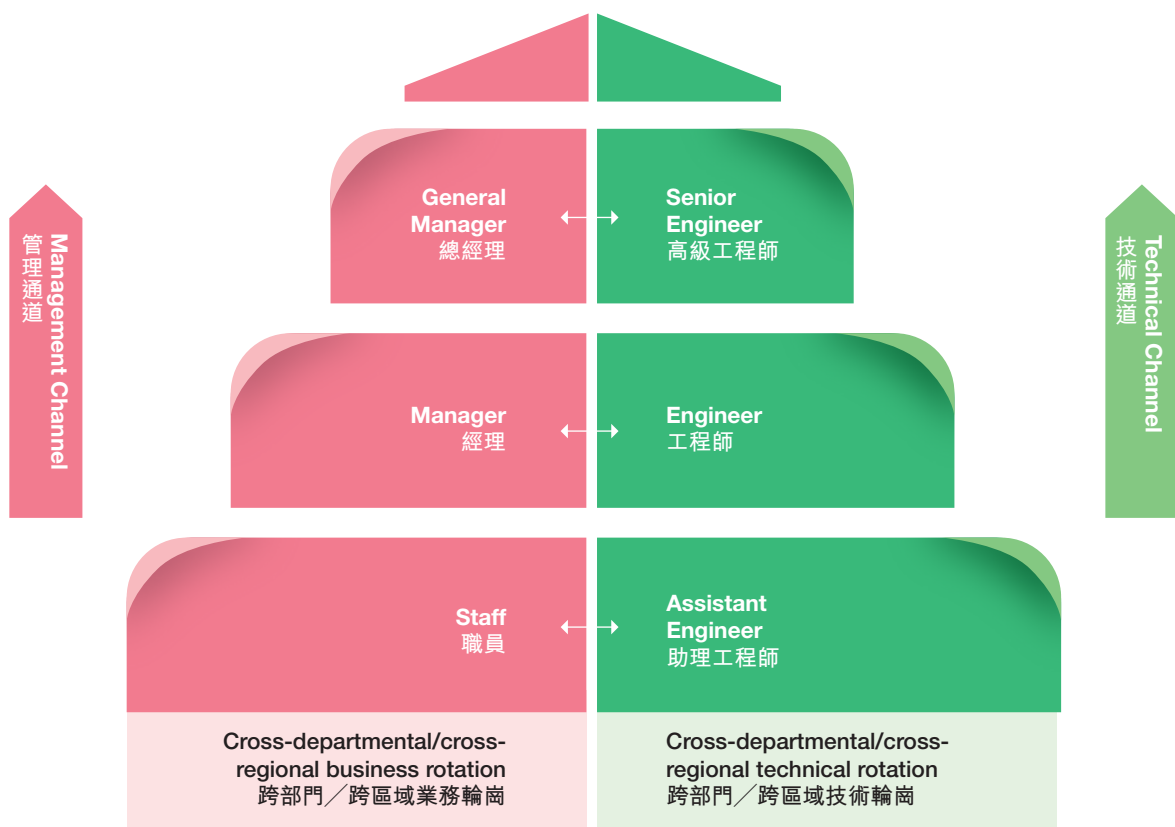 Management Channel
管理通道
General
Manager
總經理
Senior
Engineer
高級工程師
Technical Channel
技術通道
Manager
經理
Engineer
工程師
Staff
職員
Assistant
Engineer
助理工程師
Cross-departmental/cross-
regional business rotation
跨部門／跨區域業務輪崗
Cross-departmental/cross-
regional technical rotation
跨部門／跨區域技術輪崗